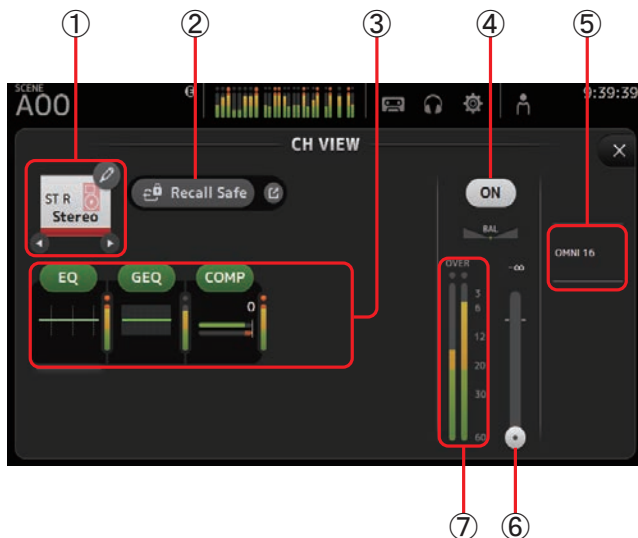 ① ② ③ ④ ⑤
SCENE
A00
9:39:39
CH VIEW
ST R
Stereo
Recall Safe
ON
BAL
OMNI 16
EQ GEQ COMP
0
OVER
-∞
3
6
12
20
30
60
⑦ ⑥